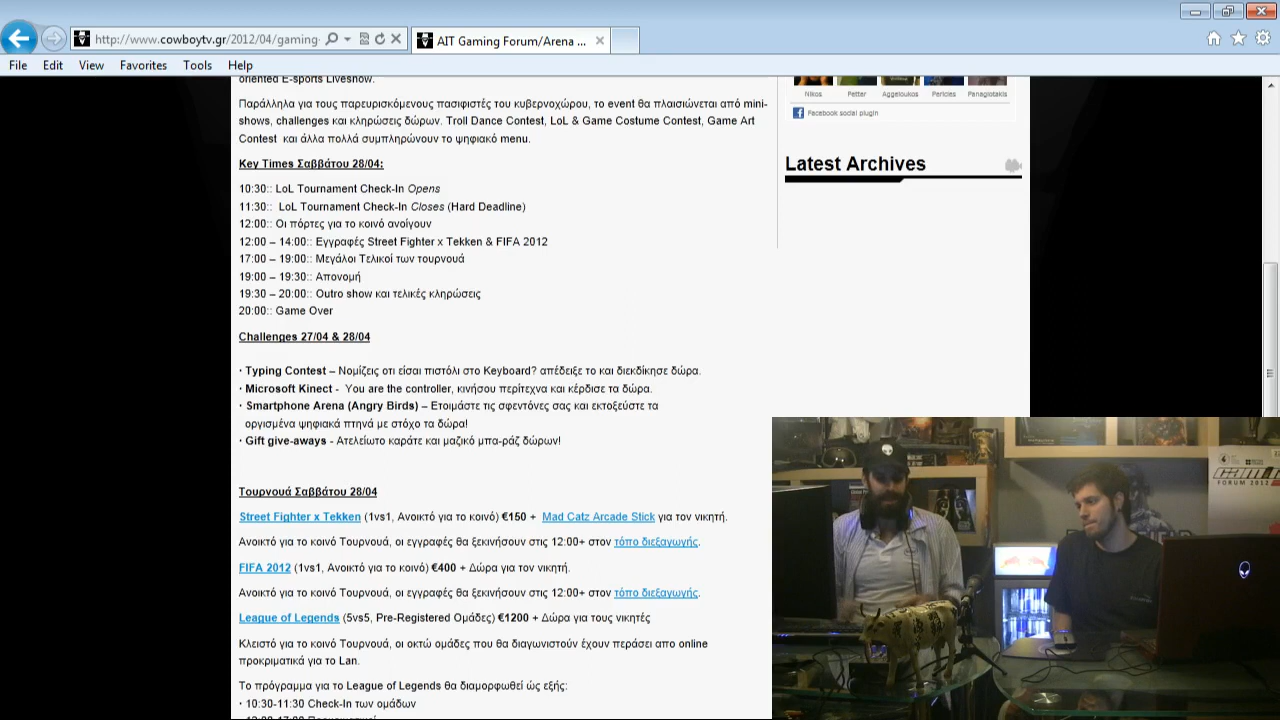 http://www.cowboytv.gr/2012/04/gaming-
AIT Gaming Forum/Arena ...
File Edit View Favorites Tools Help
oriented E-sports Liveshow.
Παράλληλα για τους παρευρισκόμενους πασιφιστές του κυβερνοχώρου, το event θα πλαισιώνεται από mini-
shows, challenges και κληρώσεις δώρων. Troll Dance Contest, LoL & Game Costume Contest, Game Art
Contest και άλλα πολλά συμπληρώνουν το ψηφιακό menu.
Key Times Σαββάτου 28/04:
10:30:: LoL Tournament Check-In Opens
11:30:: LoL Tournament Check-In Closes (Hard Deadline)
12:00:: Οι πόρτες για το κοινό ανοίγουν
12:00 – 14:00:: Εγγραφές Street Fighter x Tekken & FIFA 2012
17:00 – 19:00:: Μεγάλοι Τελικοί των τουρνουά
19:00 – 19:30:: Απονομή
19:30 – 20:00:: Outro show και τελικές κληρώσεις
20:00:: Game Over
Challenges 27/04 & 28/04
· Typing Contest – Νομίζεις οτι είσαι πιστόλι στο Keyboard? απέδειξε το και διεκδίκησε δώρα.
· Microsoft Kinect - You are the controller, κινήσου περίτεχνα και κέρδισε τα δώρα.
· Smartphone Arena (Angry Birds) – Ετοιμάστε τις σφεντόνες σας και εκτοξεύστε τα
οργισμένα ψηφιακά πτηνά με στόχο τα δώρα!
· Gift give-aways - Ατελείωτο καράτε και μαζικό μπα-ράζ δώρων!
Τουρνουά Σαββάτου 28/04
Street Fighter x Tekken (1vs1, Ανοικτό για το κοινό) €150 + Mad Catz Arcade Stick για τον νικητή.
Ανοικτό για το κοινό Τουρνουά, οι εγγραφές θα ξεκινήσουν στις 12:00+ στον τόπο διεξαγωγής.
FIFA 2012 (1vs1, Ανοικτό για το κοινό) €400 + Δώρα για τον νικητή.
Ανοικτό για το κοινό Τουρνουά, οι εγγραφές θα ξεκινήσουν στις 12:00+ στον τόπο διεξαγωγής.
League of Legends (5vs5, Pre-Registered Ομάδες) €1200 + Δώρα για τους νικητές
Κλειστό για το κοινό Τουρνουά, οι οκτώ ομάδες που θα διαγωνιστούν έχουν περάσει απο online
προκριματικά για το Lan.
Το πρόγραμμα για το League of Legends θα διαμορφωθεί ώς εξής:
· 10:30-11:30 Check-In των ομάδων
Nikos Petter Aggeloukos Pericles Panagiotakis
Facebook social plugin
Latest Archives
FORUM 2012